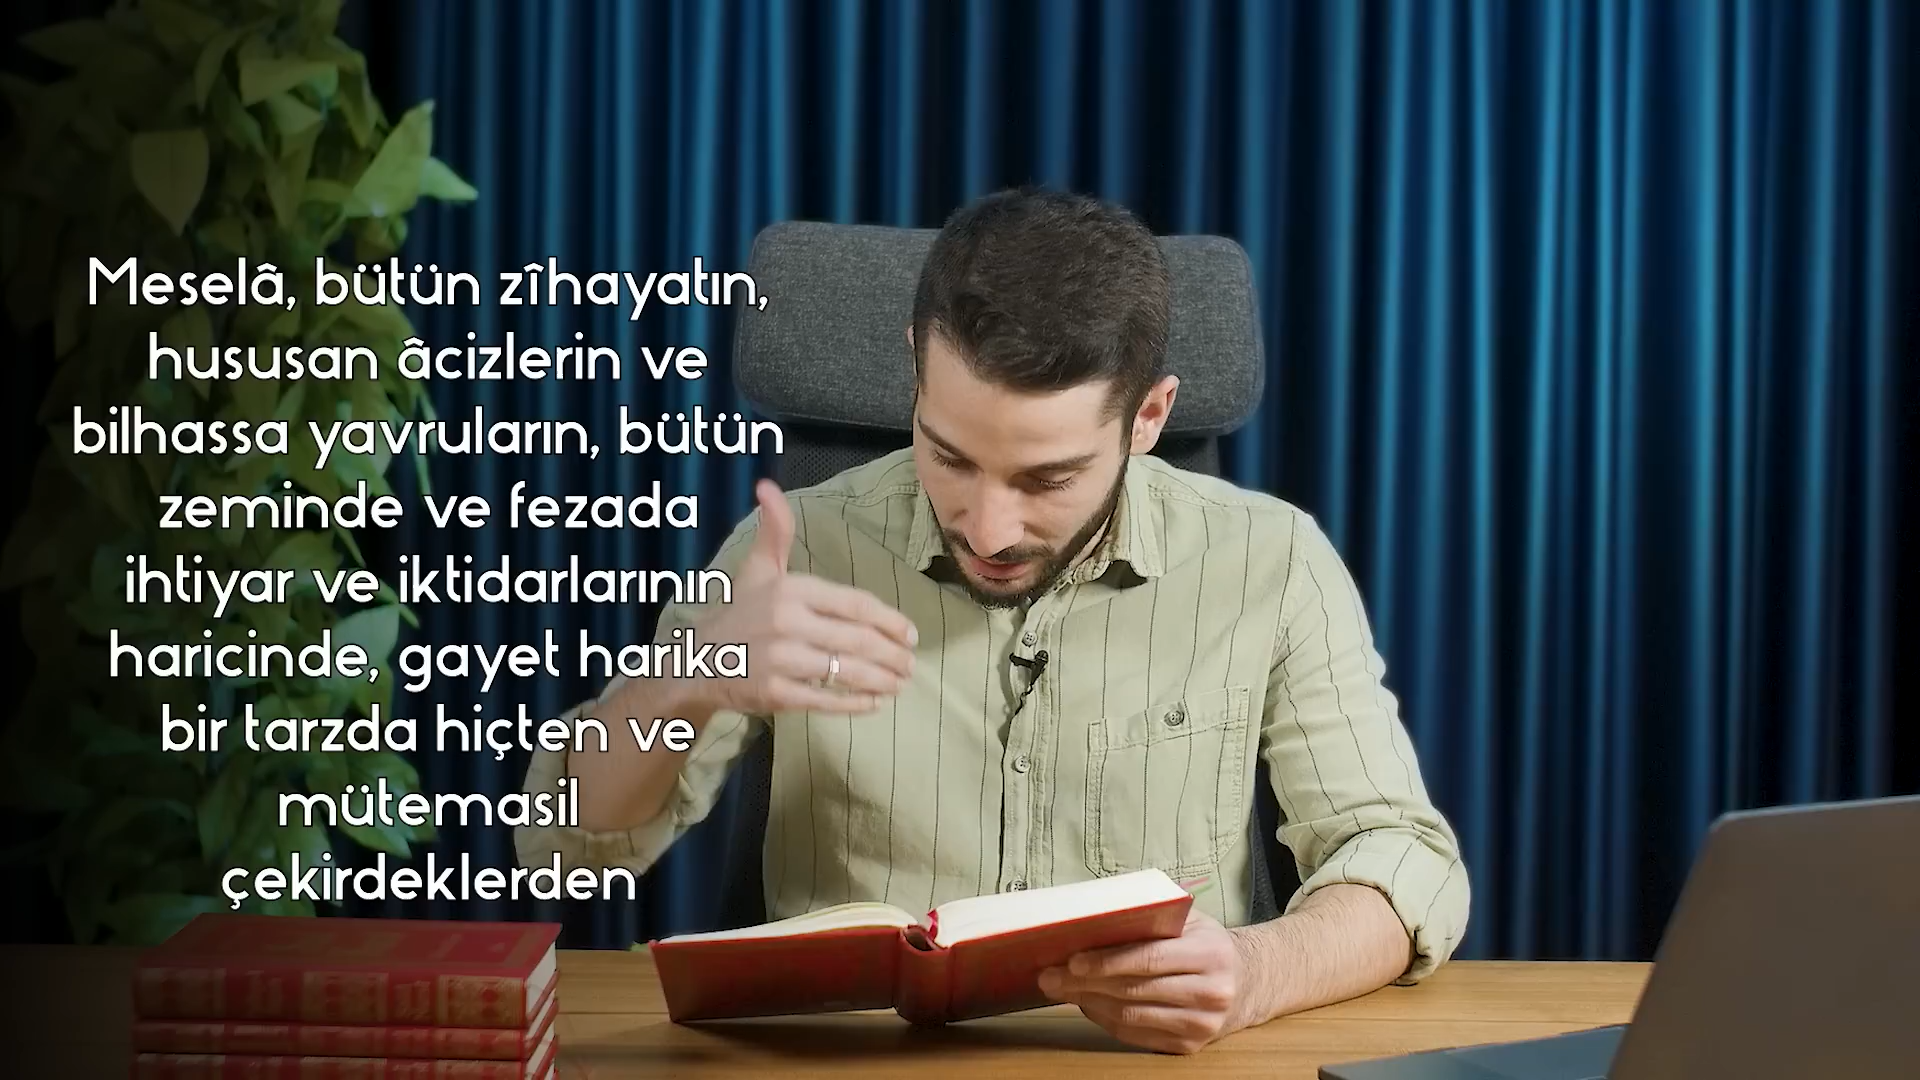 Meselâ, bütün zîhayatın,
hususan âcizlerin ve
bilhassa yavruların, bütün
zeminde ve fezada
ihtiyar ve iktidarlarının
haricinde, gayet harika
bir tarzda hiçten ve
mütemasil
çekirdeklerden